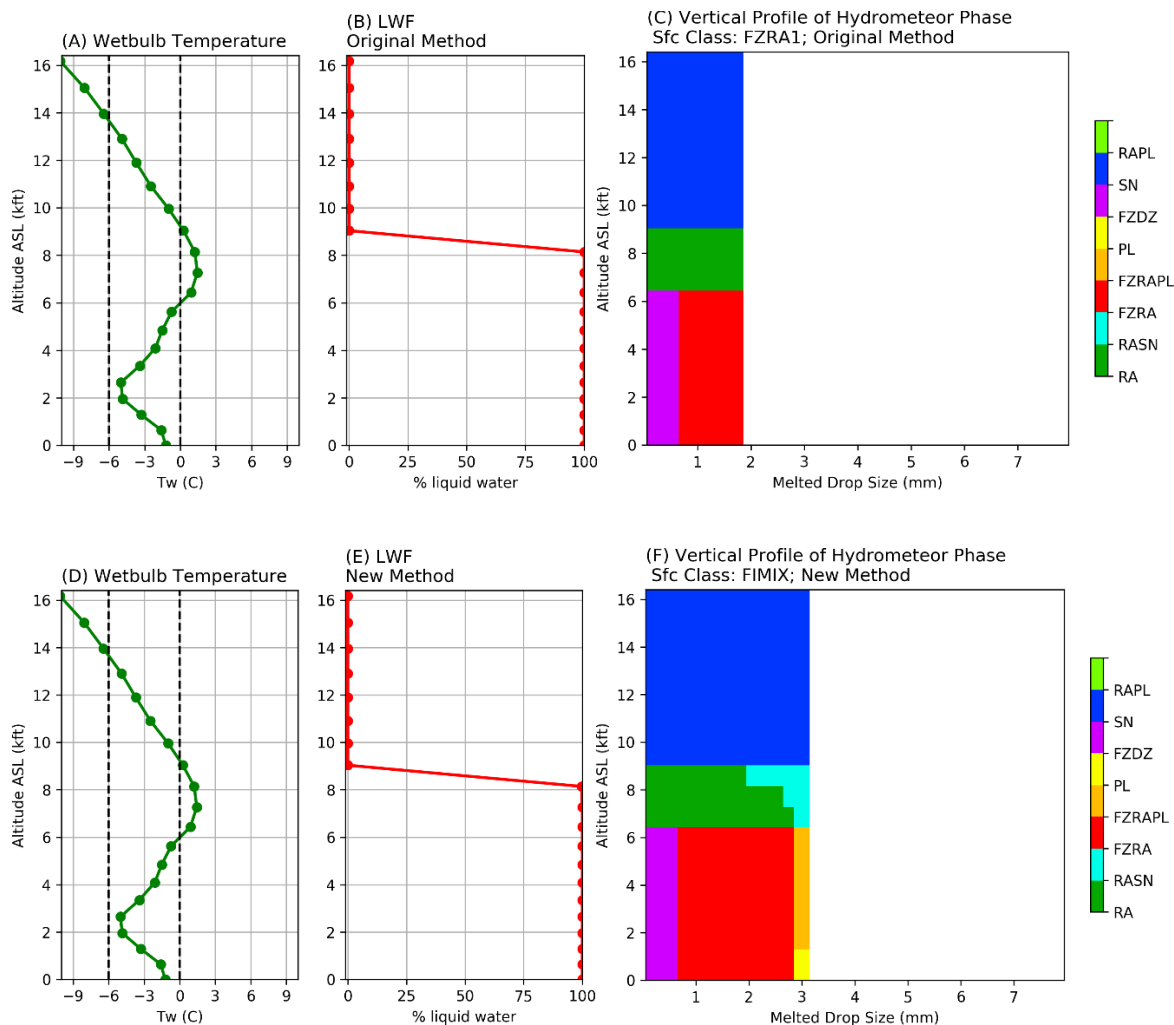 (A) Wetbulb Temperature
Altitude ASL (kft)
16
14
12
10
8
6
4
2
0
−9 −6 −3 0 3 6 9
Tw (C)
(B) LWF
Original Method
Altitude ASL (kft)
16
14
12
10
8
6
4
2
0
0 25 50 75 100
% liquid water
(C) Vertical Profile of Hydrometeor Phase
Sfc Class: FZRA1; Original Method
Altitude ASL (kft)
16
14
12
10
8
6
4
2
0
1 2 3 4 5 6 7
Melted Drop Size (mm)
RAPL
SN
FZDZ
PL
FZRAPL
FZRA
RASN
RA
(D) Wetbulb Temperature
Altitude ASL (kft)
16
14
12
10
8
6
4
2
0
−9 −6 −3 0 3 6 9
Tw (C)
(E) LWF
New Method
Altitude ASL (kft)
16
14
12
10
8
6
4
2
0
0 25 50 75 100
% liquid water
(F) Vertical Profile of Hydrometeor Phase
Sfc Class: FIMIX; New Method
Altitude ASL (kft)
16
14
12
10
8
6
4
2
0
1 2 3 4 5 6 7
Melted Drop Size (mm)
RAPL
SN
FZDZ
PL
FZRAPL
FZRA
RASN
RA